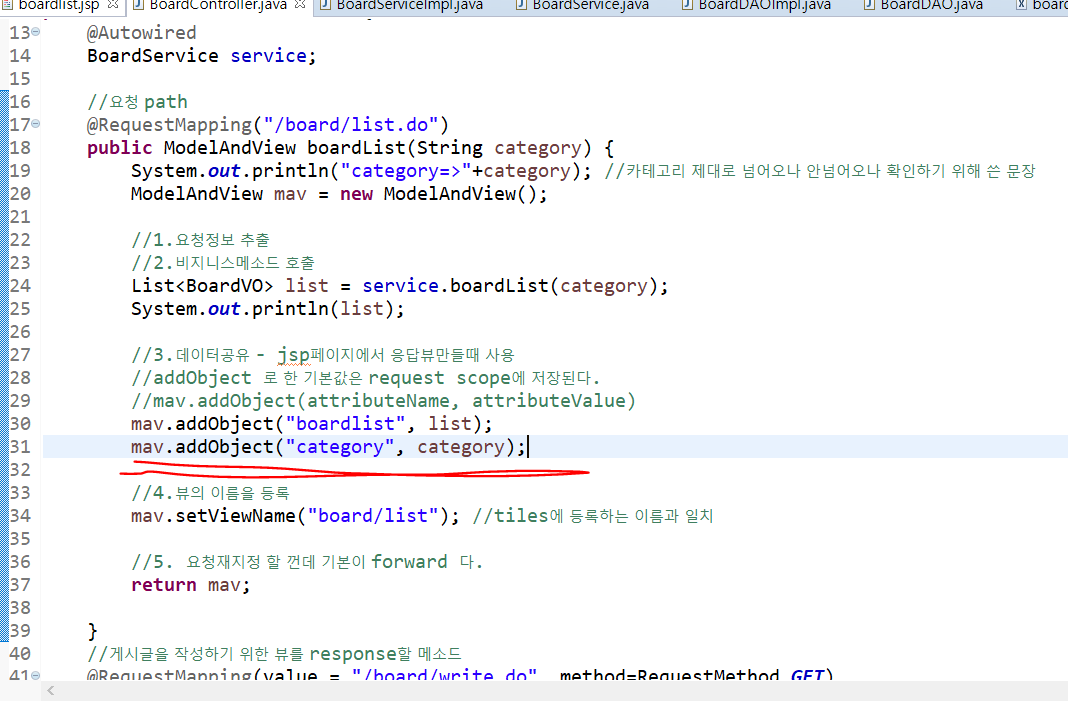 boardlist.jsp BoardController.java BoardServiceImpl.java BoardService.java BoardDAOImpl.java BoardDAO.java board
13 @Autowired
14 BoardService service;
15
16 //요청 path
17 @RequestMapping("/board/list.do")
18 public ModelAndView boardList(String category) {
19 System.out.println("category=>"+category); //카테고리 제대로 넘어오나 안넘어오나 확인하기 위해 쓴 문장
20 ModelAndView mav = new ModelAndView();
21
22 //1.요청정보 추출
23 //2.비지니스메소드 호출
24 List<BoardVO> list = service.boardList(category);
25 System.out.println(list);
26
27 //3.데이터공유 - jsp페이지에서 응답뷰만들때 사용
28 //addObject 로 한 기본값은 request scope에 저장된다.
29 //mav.addObject(attributeName, attributeValue)
30 mav.addObject("boardlist", list);
31 mav.addObject("category", category);
32
33 //4.뷰의 이름을 등록
34 mav.setViewName("board/list"); //tiles에 등록하는 이름과 일치
35
36 //5. 요청재지정 할 껀데 기본이 forward 다.
37 return mav;
38
39 }
40 //게시글을 작성하기 위한 뷰를 response할 메소드
41 @RequestMapping(value = "/board/write.do", method=RequestMethod.GET)